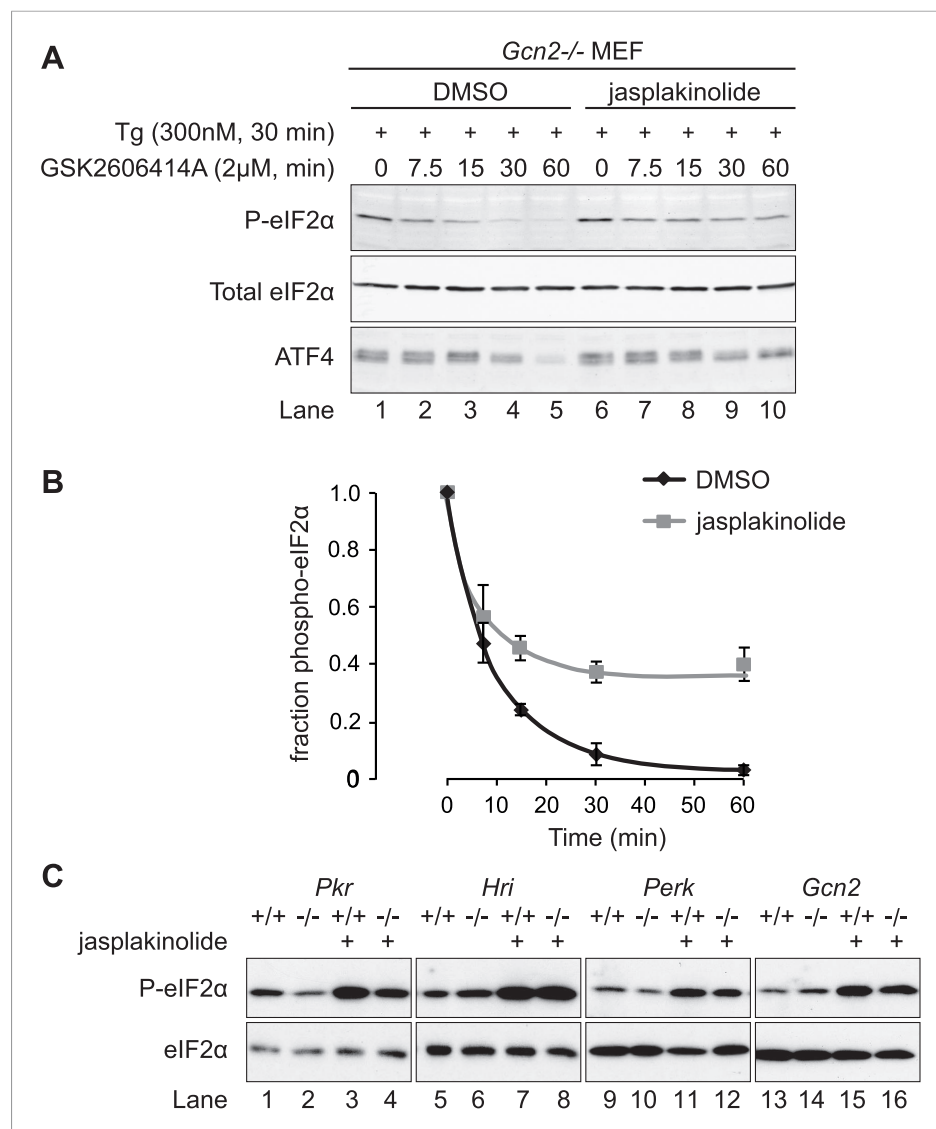 A
Gcn2-/- MEF
DMSO jasplakinolide
Tg (300nM, 30 min) + + + + + + + + + +
GSK2606414A (2µM, min) 0 7.5 15 30 60 0 7.5 15 30 60
P-eIF2α
Total eIF2α
ATF4
Lane 1 2 3 4 5 6 7 8 9 10
B
DMSO
jasplakinolide
fraction phospho-eIF2α
1.0
0.8
0.6
0.4
0.2
0
0 10 20 30 40 50 60
Time (min)
C
Pkr Hri Perk Gcn2
+/+ -/- +/+ -/- +/+ -/- +/+ -/- +/+ -/- +/+ -/- +/+ -/- +/+ -/-
jasplakinolide + + + + + + + +
P-eIF2α
eIF2α
Lane 1 2 3 4 5 6 7 8 9 10 11 12 13 14 15 16